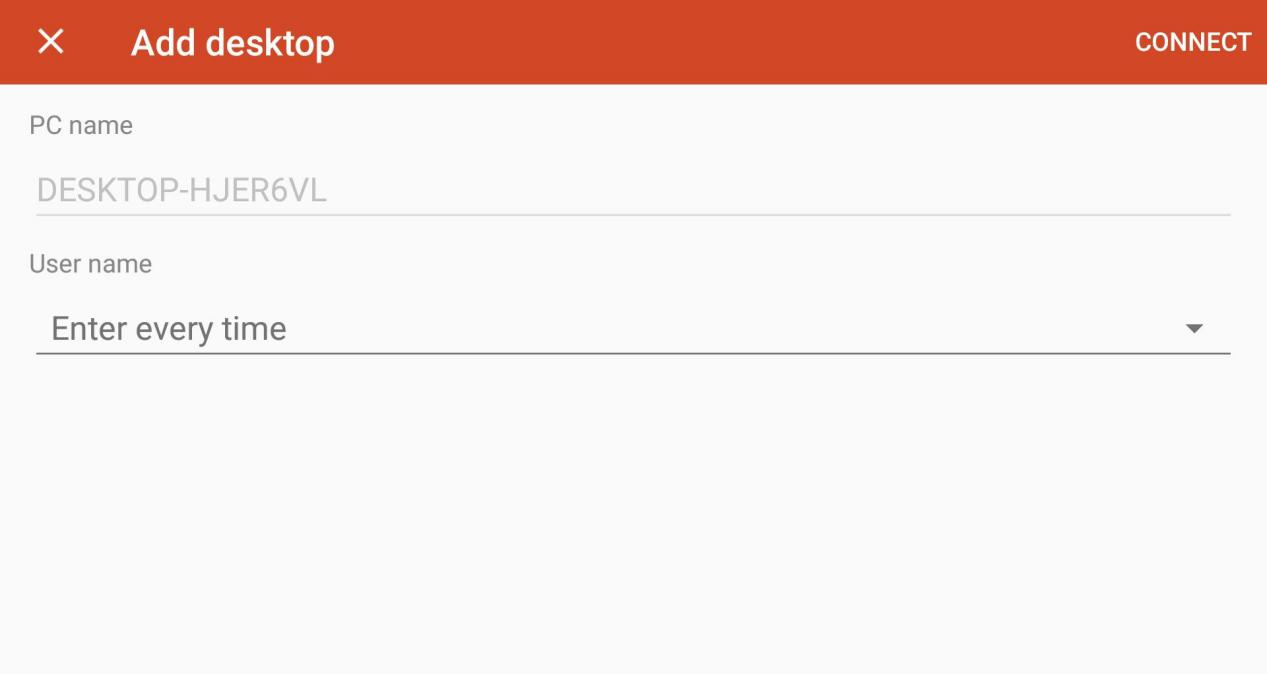 Add desktop
CONNECT
PC name
DESKTOP-HJER6VL
User name
Enter every time